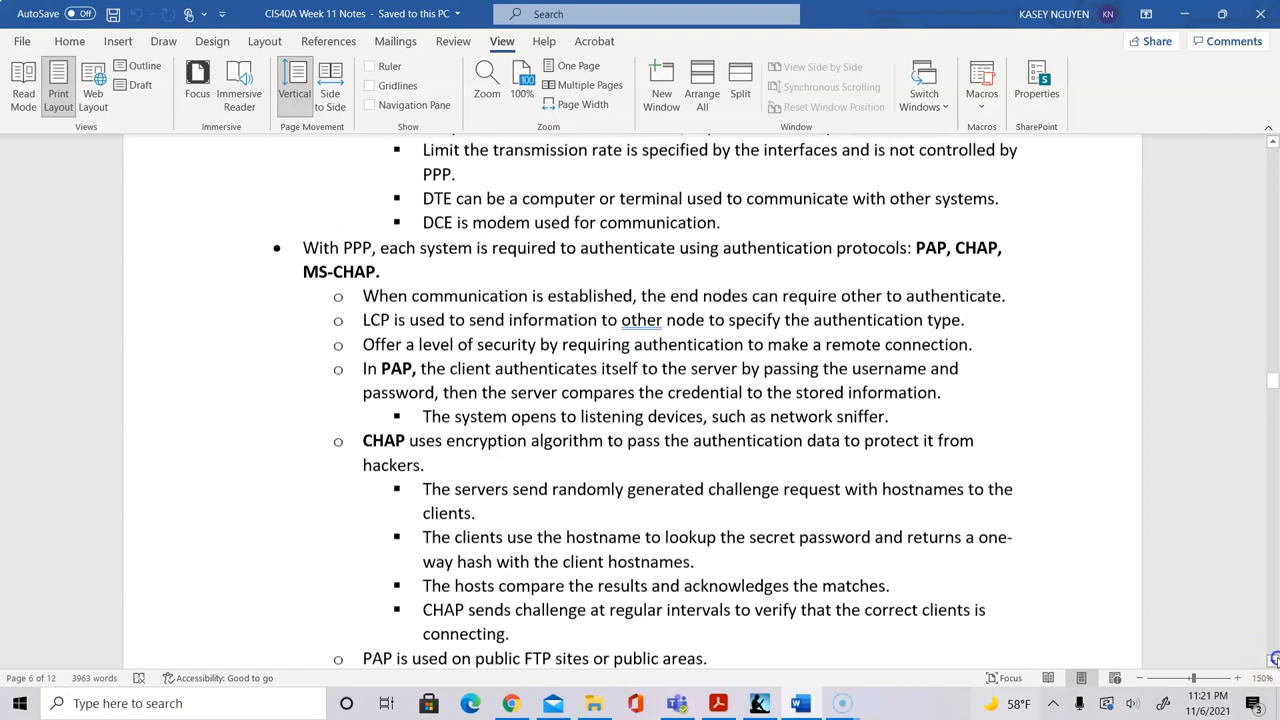 AutoSave Off CIS40A Week 11 Notes Search KASEY NGUYEN KN
File Home Insert Draw Design Layout References Mailings Review View Help Acrobat Share Comments
Read Mode Print Layout Web Layout Outline Draft
Views
Focus Immersive Reader
Immersive
Vertical Side to Side
Page Movement
Ruler Gridlines Navigation Pane
Show
Zoom 100% One Page Multiple Pages Page Width
Zoom
New Window Arrange All Split View Side by Side Synchronous Scrolling Reset Window Position Switch Windows
Window
Macros
Macros
Properties
SharePoint
▪ Limit the transmission rate is specified by the interfaces and is not controlled by
PPP.
▪ DTE can be a computer or terminal used to communicate with other systems.
▪ DCE is modem used for communication.
• With PPP, each system is required to authenticate using authentication protocols: PAP, CHAP,
MS-CHAP.
o When communication is established, the end nodes can require other to authenticate.
o LCP is used to send information to other node to specify the authentication type.
o Offer a level of security by requiring authentication to make a remote connection.
o In PAP, the client authenticates itself to the server by passing the username and
password, then the server compares the credential to the stored information.
▪ The system opens to listening devices, such as network sniffer.
o CHAP uses encryption algorithm to pass the authentication data to protect it from
hackers.
▪ The servers send randomly generated challenge request with hostnames to the
clients.
▪ The clients use the hostname to lookup the secret password and returns a one-
way hash with the client hostnames.
▪ The hosts compare the results and acknowledges the matches.
▪ CHAP sends challenge at regular intervals to verify that the correct clients is
connecting.
o PAP is used on public FTP sites or public areas.
Page 6 of 12 3963 words Accessibility: Good to go Focus 150%
Type here to search 58°F 11:21 PM
11/6/2021 3